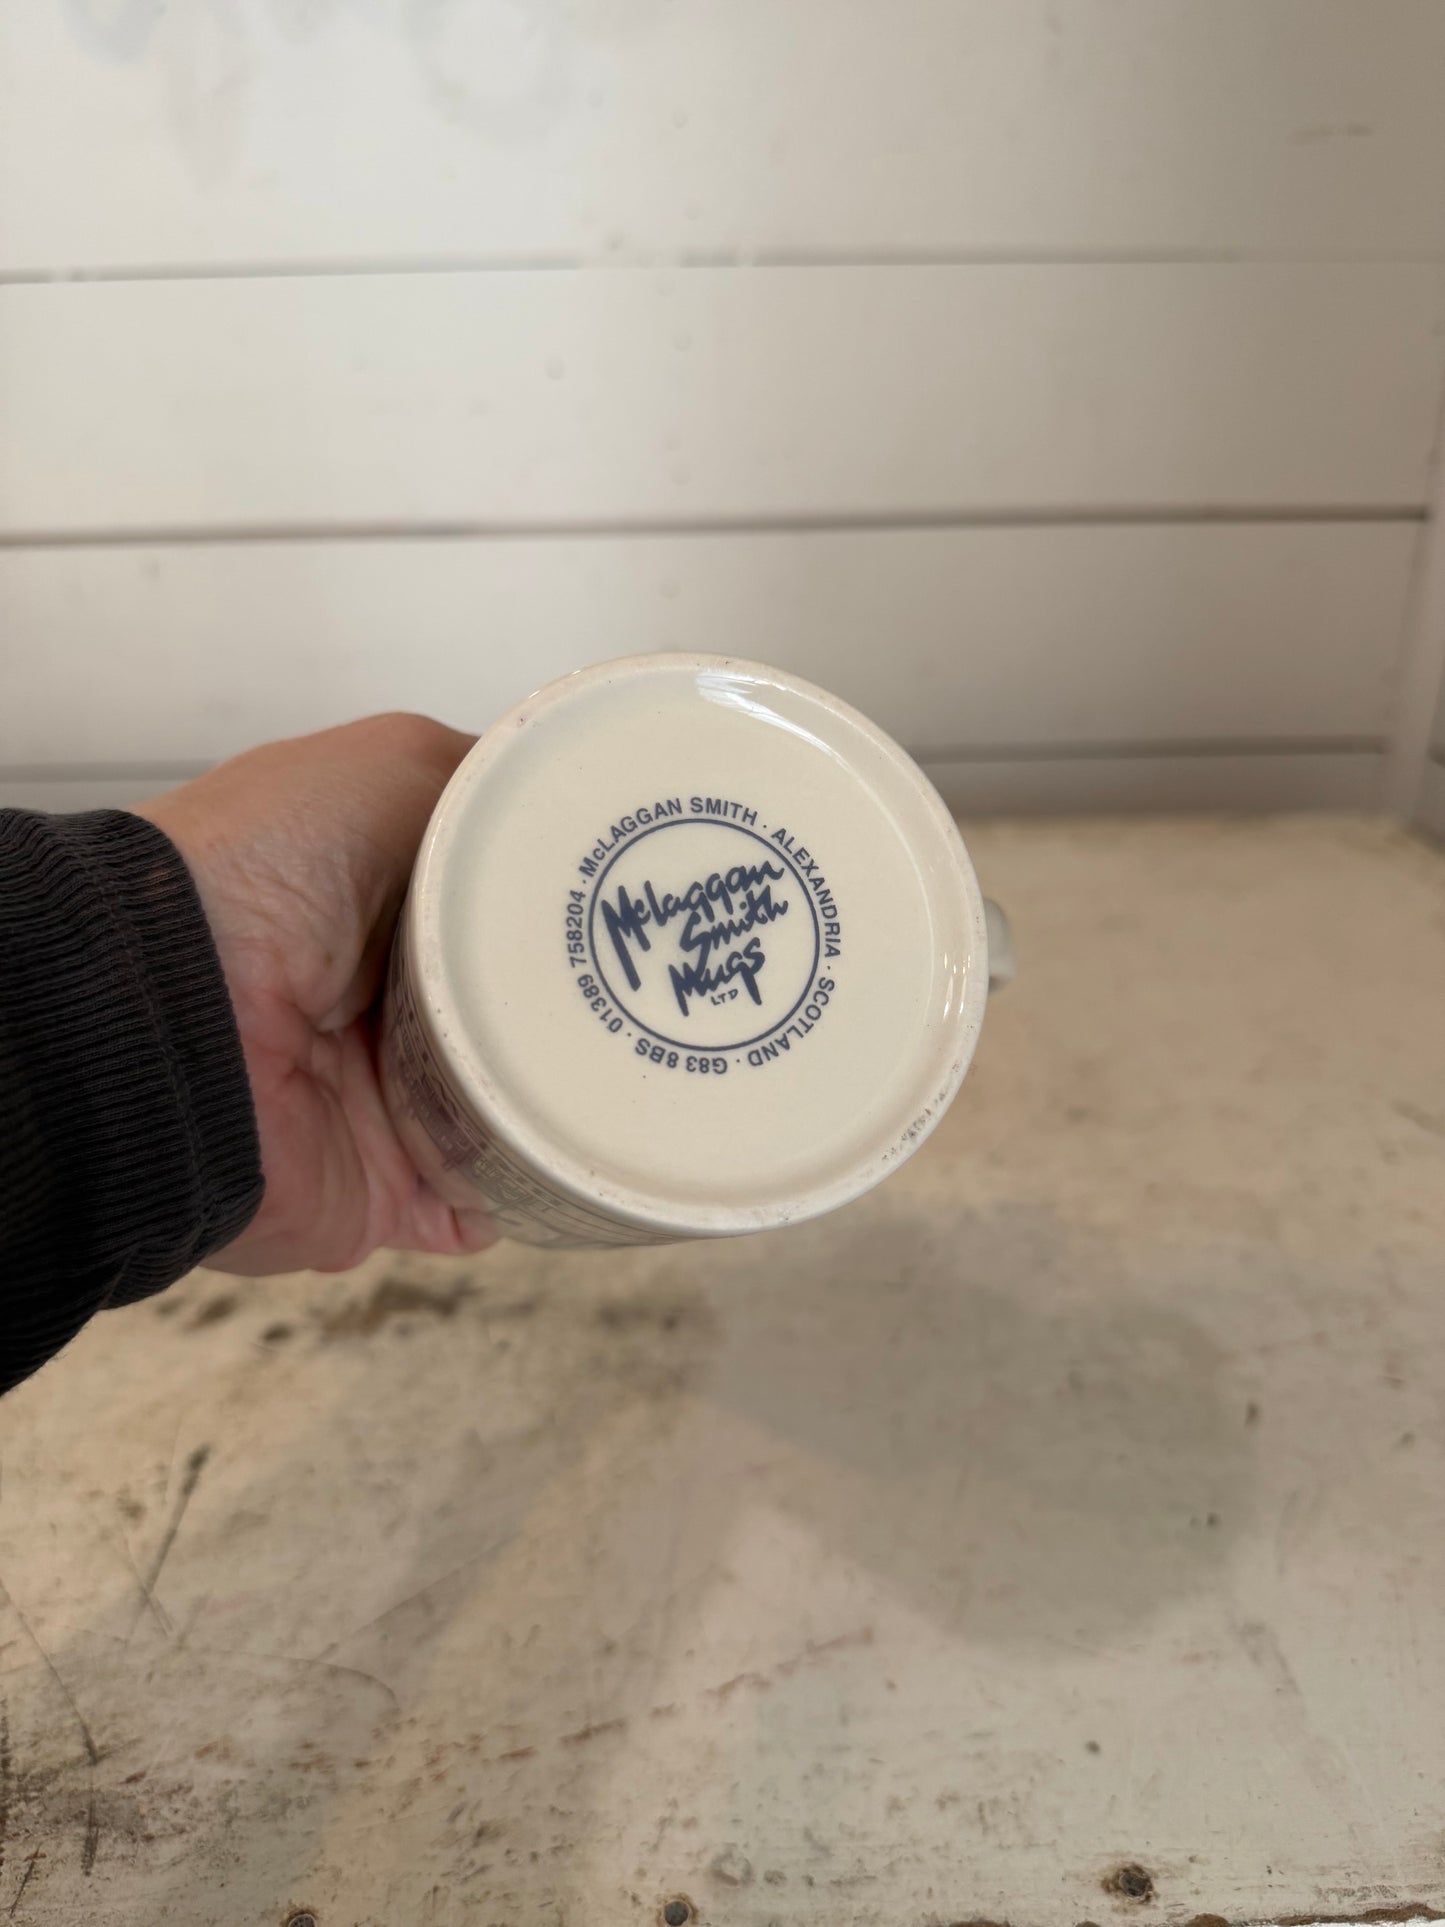 McLAGGAN SMITH · ALEXANDRIA · SCOTLAND · G83 8BS · 01389 758204 ·
Mclaggan
Smith
Mugs
LTD